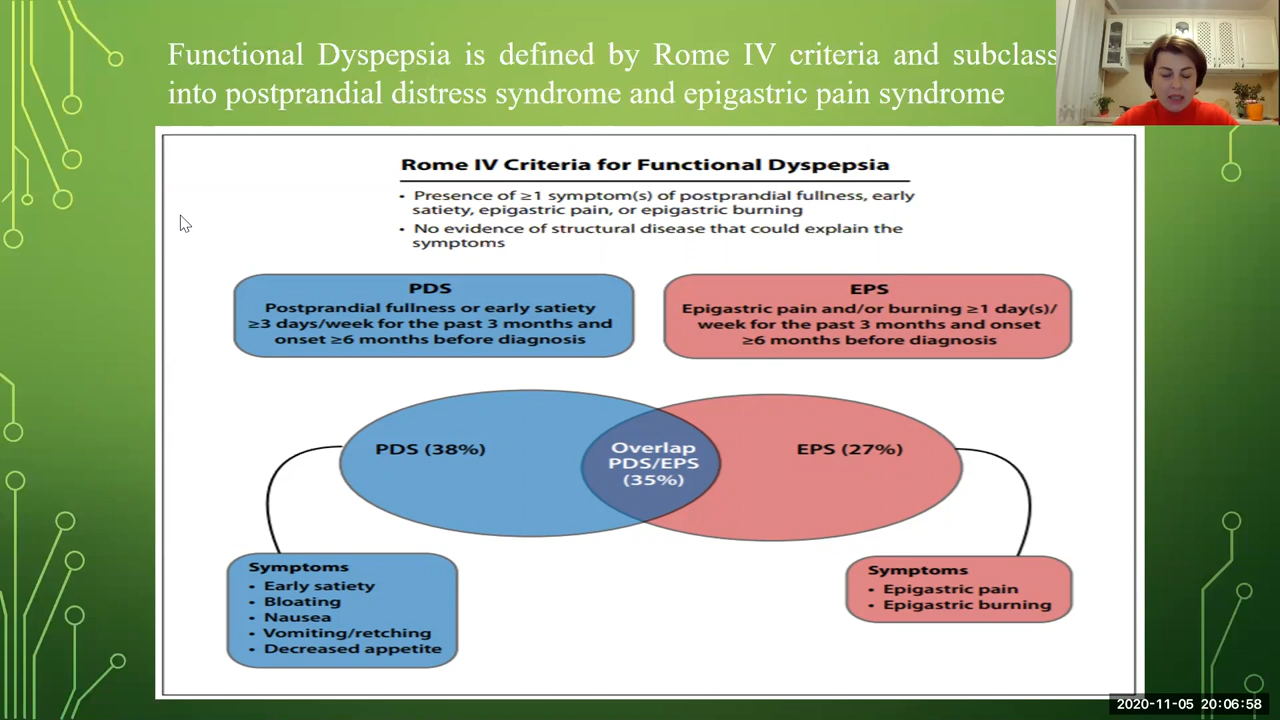 Functional Dyspepsia is defined by Rome IV criteria and subclass
into postprandial distress syndrome and epigastric pain syndrome
Rome IV Criteria for Functional Dyspepsia
• Presence of ≥1 symptom(s) of postprandial fullness, early
satiety, epigastric pain, or epigastric burning
• No evidence of structural disease that could explain the
symptoms
PDS
Postprandial fullness or early satiety
≥3 days/week for the past 3 months and
onset ≥6 months before diagnosis
EPS
Epigastric pain and/or burning ≥1 day(s)/
week for the past 3 months and onset
≥6 months before diagnosis
PDS (38%)
Overlap
PDS/EPS
(35%)
EPS (27%)
Symptoms
• Early satiety
• Bloating
• Nausea
• Vomiting/retching
• Decreased appetite
Symptoms
• Epigastric pain
• Epigastric burning
2020-11-05 20:06:58